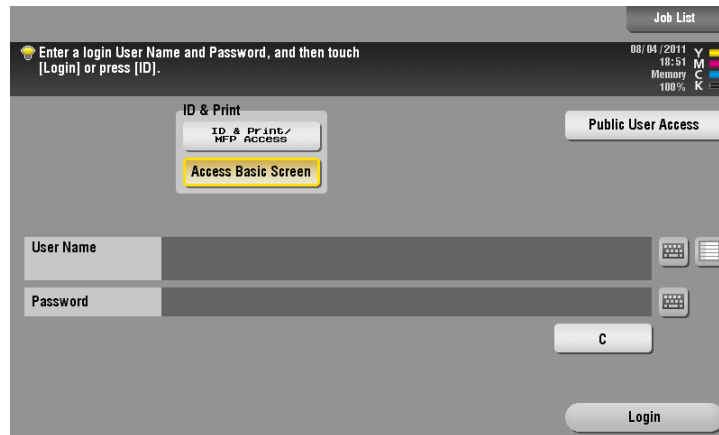 Job List
Enter a login User Name and Password, and then touch
[Login] or press [ID].
08/04/2011
18:51
Memory
100%
Y
M
C
K
ID & Print
ID & Print/
MFP Access
Access Basic Screen
Public User Access
User Name
Password
C
Login